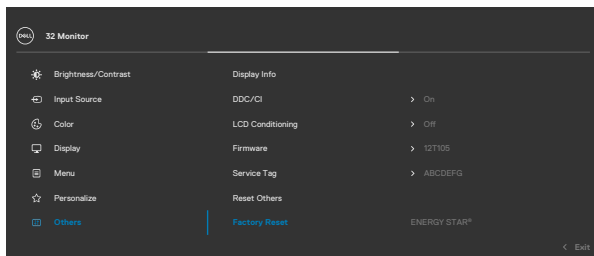 DELL
32 Monitor
Brightness/Contrast Display Info
Input Source DDC/CI > On
Color LCD Conditioning > Off
Display Firmware > 12T105
Menu Service Tag > ABCDEFG
Personalize Reset Others
Others Factory Reset ENERGY STAR®
< Exit